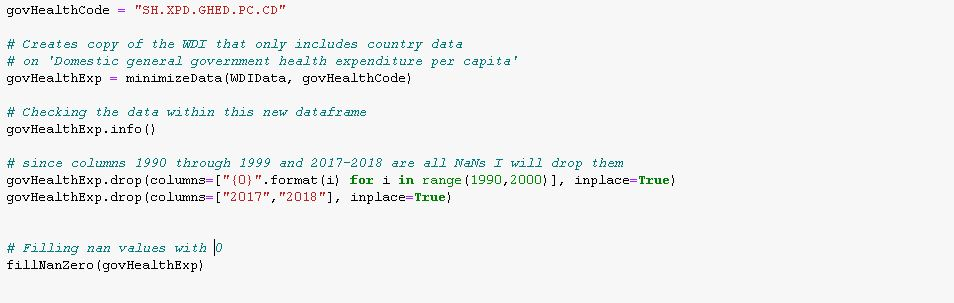 govHealthCode = "SH.XPD.GHED.PC.CD"
# Creates copy of the WDI that only includes country data
# on 'Domestic general government health expenditure per capita'
govHealthExp = minimizeData(WDIData, govHealthCode)
# Checking the data within this new dataframe
govHealthExp.info()
# since columns 1990 through 1999 and 2017-2018 are all NaNs I will drop them
govHealthExp.drop(columns=["{0}".format(i) for i in range(1990,2000)], inplace=True)
govHealthExp.drop(columns=["2017","2018"], inplace=True)
# Filling nan values with 0
fillNanZero(govHealthExp)